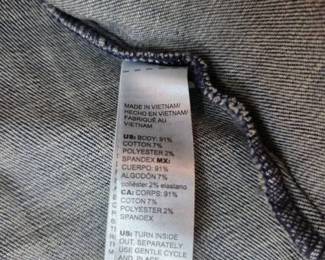 MADE IN VIETNAM/
HECHO EN VIETNAM/
FABRIQUÉ AU
VIETNAM
US: BODY: 91%
COTTON 7%
POLYESTER 2%
SPANDEX MX:
CUERPO: 91%
ALGODÓN 7%
poliéster 2% elastano
CA: CORPS: 91%
COTON 7%
POLYESTER 2%
SPANDEX
US: TURN INSIDE
OUT. SEPARATELY
USE GENTLE CYCLE